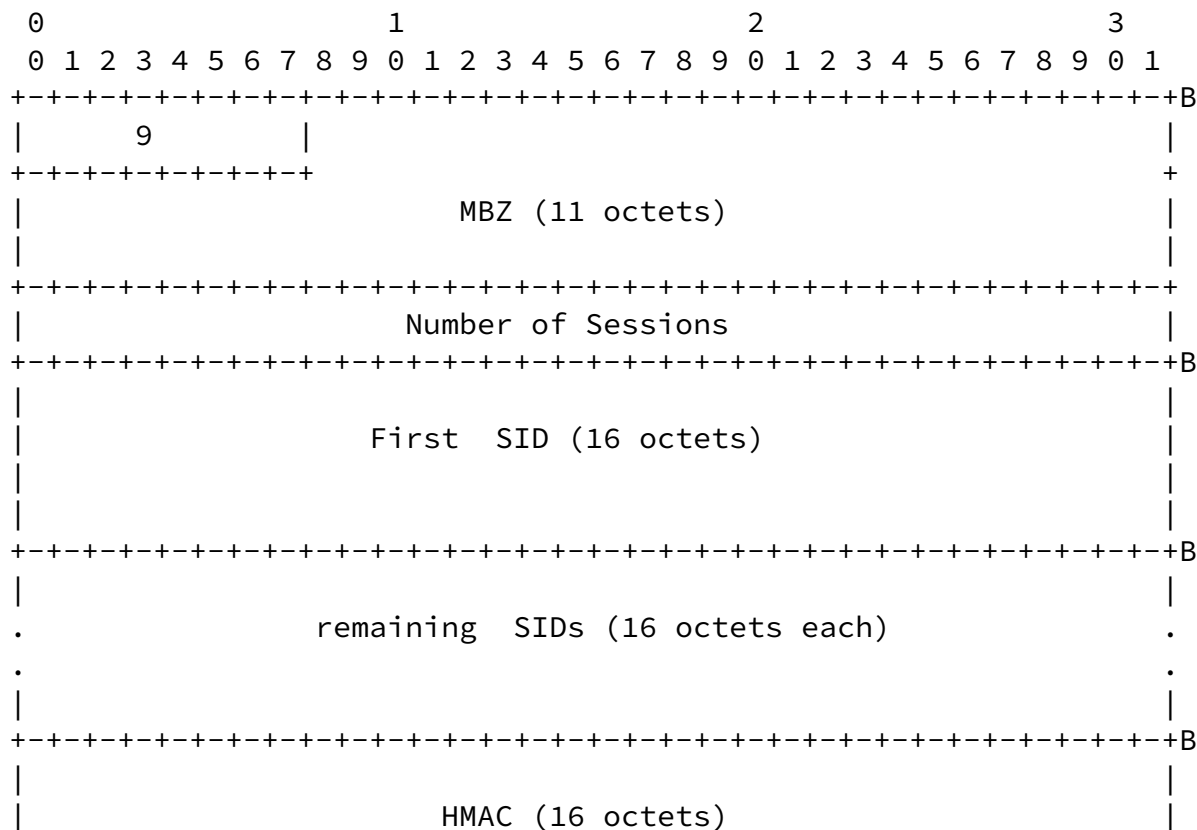 0                   1                   2                   3
0 1 2 3 4 5 6 7 8 9 0 1 2 3 4 5 6 7 8 9 0 1 2 3 4 5 6 7 8 9 0 1
+-+-+-+-+-+-+-+-+-+-+-+-+-+-+-+-+-+-+-+-+-+-+-+-+-+-+-+-+-+-+-+-+B
|      9        |                                               |
+-+-+-+-+-+-+-+-+                                               +
|                        MBZ (11 octets)                        |
|                                                               |
+-+-+-+-+-+-+-+-+-+-+-+-+-+-+-+-+-+-+-+-+-+-+-+-+-+-+-+-+-+-+-+-+
|                     Number of Sessions                        |
+-+-+-+-+-+-+-+-+-+-+-+-+-+-+-+-+-+-+-+-+-+-+-+-+-+-+-+-+-+-+-+-+B
|                                                               |
|                   First  SID (16 octets)                      |
|                                                               |
|                                                               |
+-+-+-+-+-+-+-+-+-+-+-+-+-+-+-+-+-+-+-+-+-+-+-+-+-+-+-+-+-+-+-+-+B
|                                                               |
.                remaining  SIDs (16 octets each)               .
.                                                               .
|                                                               |
+-+-+-+-+-+-+-+-+-+-+-+-+-+-+-+-+-+-+-+-+-+-+-+-+-+-+-+-+-+-+-+-+B
|                                                               |
|                       HMAC (16 octets)                        |